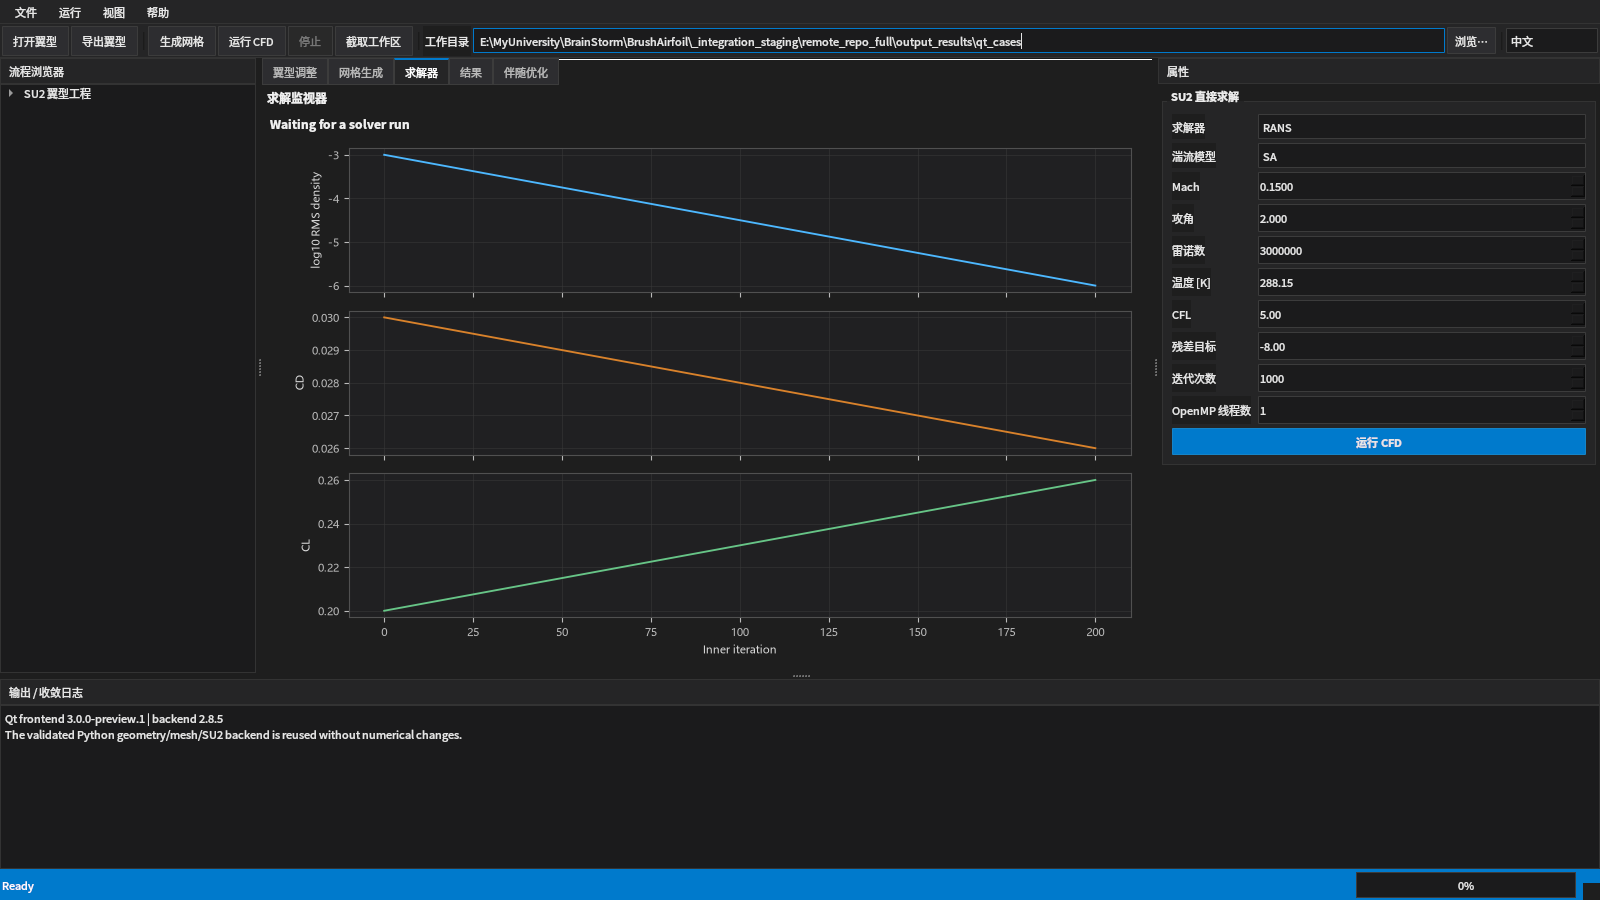 文件 运行 视图 帮助
打开翼型 导出翼型 生成网格 运行 CFD 停止 截取工作区 工作目录 E:\MyUniversity\BrainStorm\BrushAirfoil\_integration_staging\remote_repo_full\output_results\qt_cases 浏览… 中文
流程浏览器
SU2 翼型工程
翼型调整 网格生成 求解器 结果 伴随优化
求解监视器
Waiting for a solver run
log10 RMS density
-3
-4
-5
-6
CD
0.030
0.029
0.028
0.027
0.026
CL
0.26
0.24
0.22
0.20
0 25 50 75 100 125 150 175 200
Inner iteration
属性
SU2 直接求解
求解器 RANS
湍流模型 SA
Mach 0.1500
攻角 2.000
雷诺数 3000000
温度 [K] 288.15
CFL 5.00
残差目标 -8.00
迭代次数 1000
OpenMP 线程数 1
运行 CFD
输出 / 收敛日志
Qt frontend 3.0.0-preview.1 | backend 2.8.5
The validated Python geometry/mesh/SU2 backend is reused without numerical changes.
Ready 0%